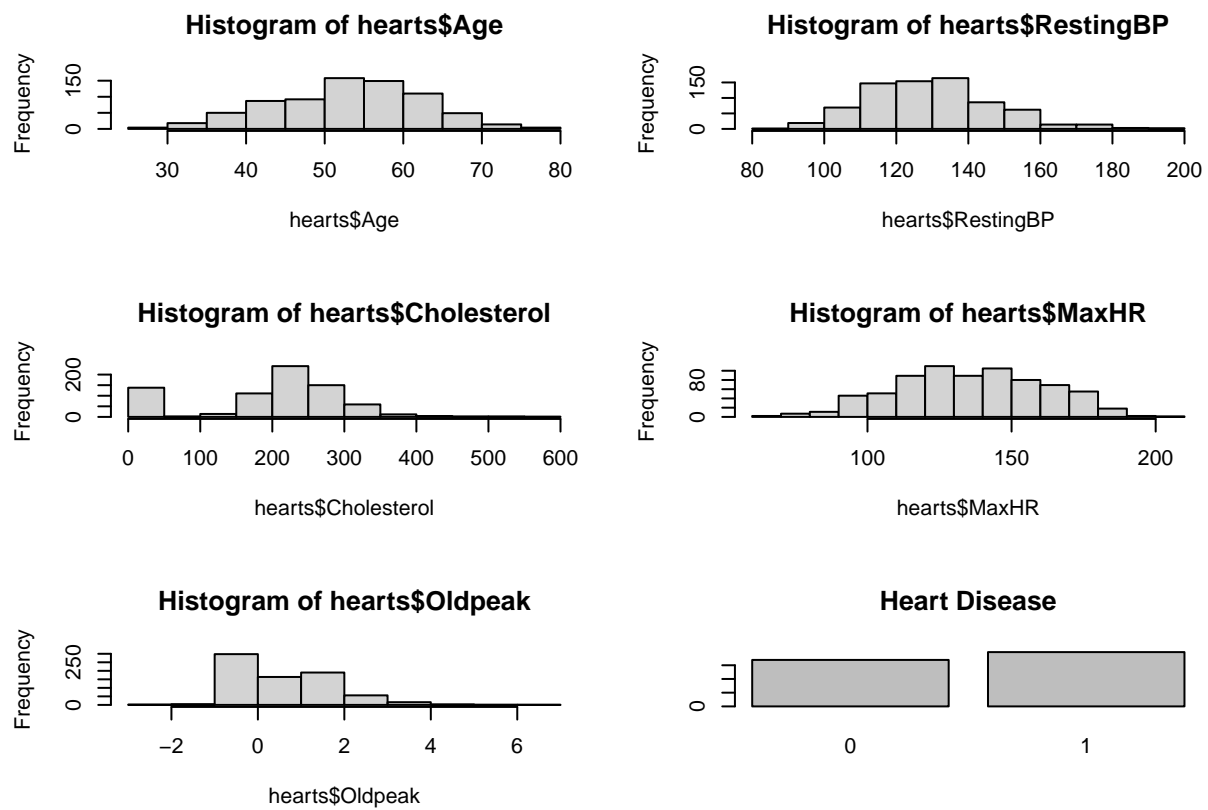 Histogram of hearts$Age
Frequency
0 150
30 40 50 60 70 80
hearts$Age
Histogram of hearts$RestingBP
Frequency
0 150
80 100 120 140 160 180 200
hearts$RestingBP
Histogram of hearts$Cholesterol
Frequency
0 200
0 100 200 300 400 500 600
hearts$Cholesterol
Histogram of hearts$MaxHR
Frequency
0 80
100 150 200
hearts$MaxHR
Histogram of hearts$Oldpeak
Frequency
0 250
−2 0 2 4 6
hearts$Oldpeak
Heart Disease
0
0 1